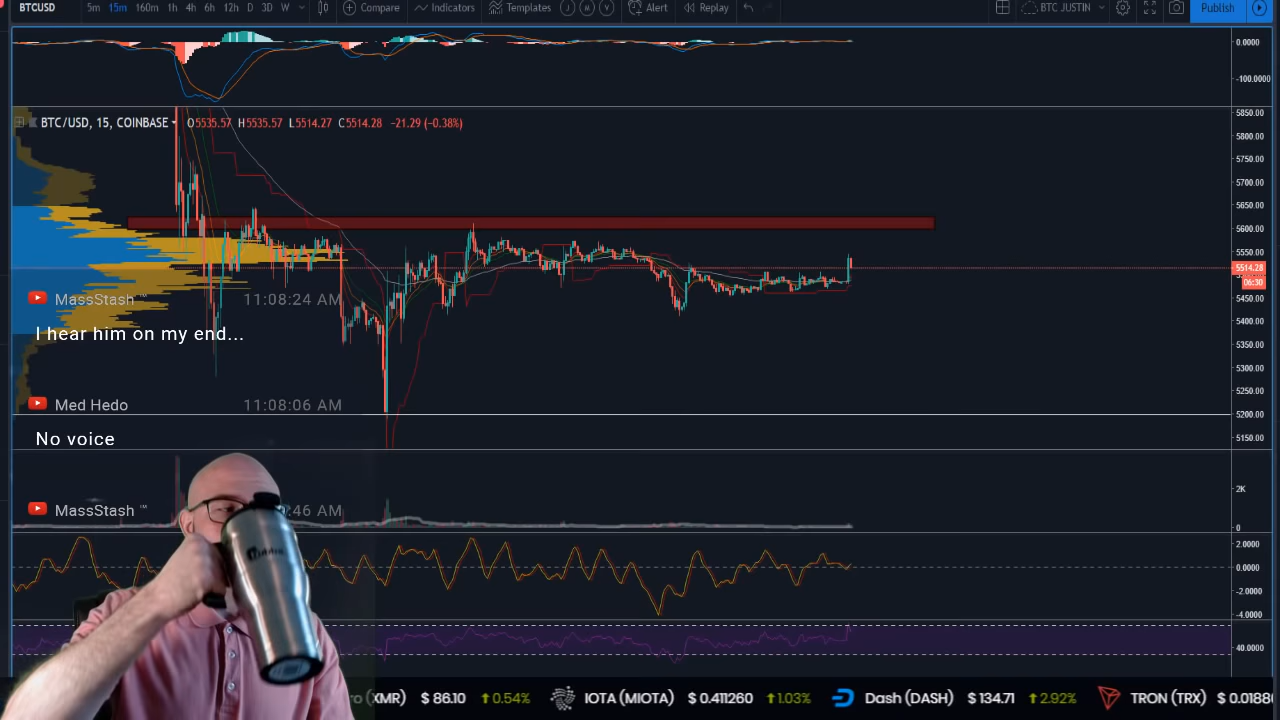 BTCUSD 5m 15m 160m 1h 4h 6h 12h D 3D W Compare Indicators Templates J N Y Alert Replay BTC JUSTIN Publish
0.0000
-100.0000
BTC/USD, 15, COINBASE O5535.57 H5535.57 L5514.27 C5514.28 -21.29 (-0.38%)
5850.00
5800.00
5750.00
5700.00
5650.00
5600.00
5550.00
5514.28
06:30
5450.00
5400.00
5350.00
5300.00
5250.00
5200.00
5150.00
MassStash ™ 11:08:24 AM
I hear him on my end...
Med Hedo 11:08:06 AM
No voice
MassStash ™ :46 AM
2K
0
2.0000
0.0000
-2.0000
-4.0000
40.0000
(XMR) $ 86.10 ↑0.54% IOTA (MIOTA) $ 0.411260 ↑1.03% Dash (DASH) $ 134.71 ↑2.92% TRON (TRX) $ 0.0188